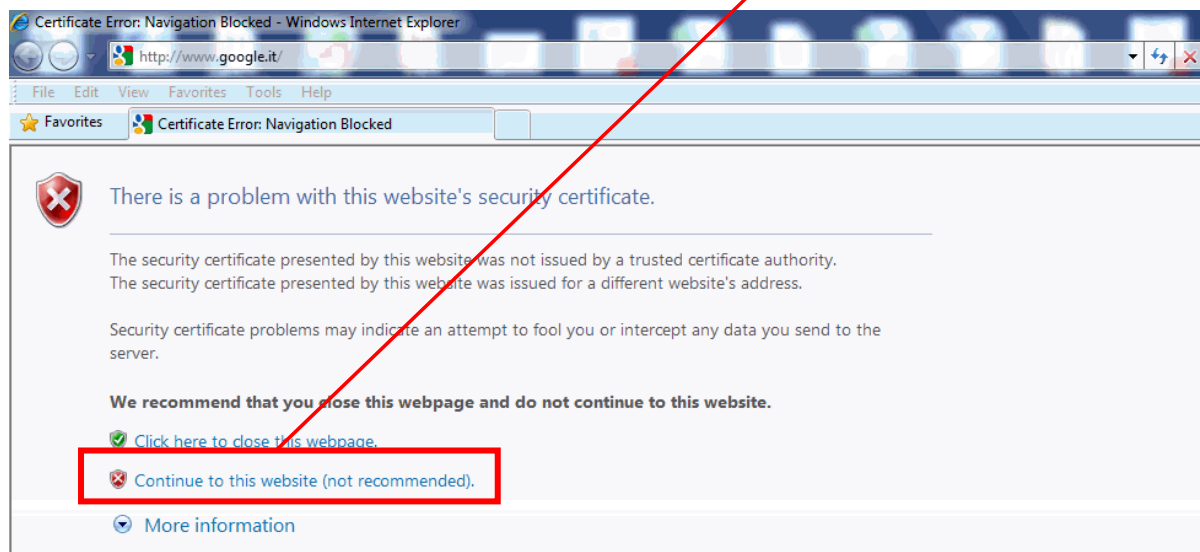 Certificate Error: Navigation Blocked - Windows Internet Explorer
http://www.google.it/
File Edit View Favorites Tools Help
Favorites Certificate Error: Navigation Blocked
There is a problem with this website's security certificate.
The security certificate presented by this website was not issued by a trusted certificate authority.
The security certificate presented by this website was issued for a different website's address.
Security certificate problems may indicate an attempt to fool you or intercept any data you send to the
server.
We recommend that you close this webpage and do not continue to this website.
Click here to close this webpage.
Continue to this website (not recommended).
More information